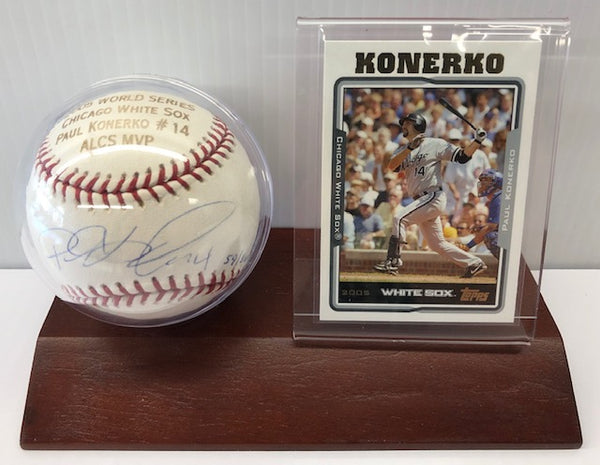 2005 WORLD SERIES
CHICAGO WHITE SOX
PAUL KONERKO #14
ALCS MVP
KONERKO
CHICAGO WHITE SOX®
14
PAUL KONERKO
2005
WHITE SOX
Topps